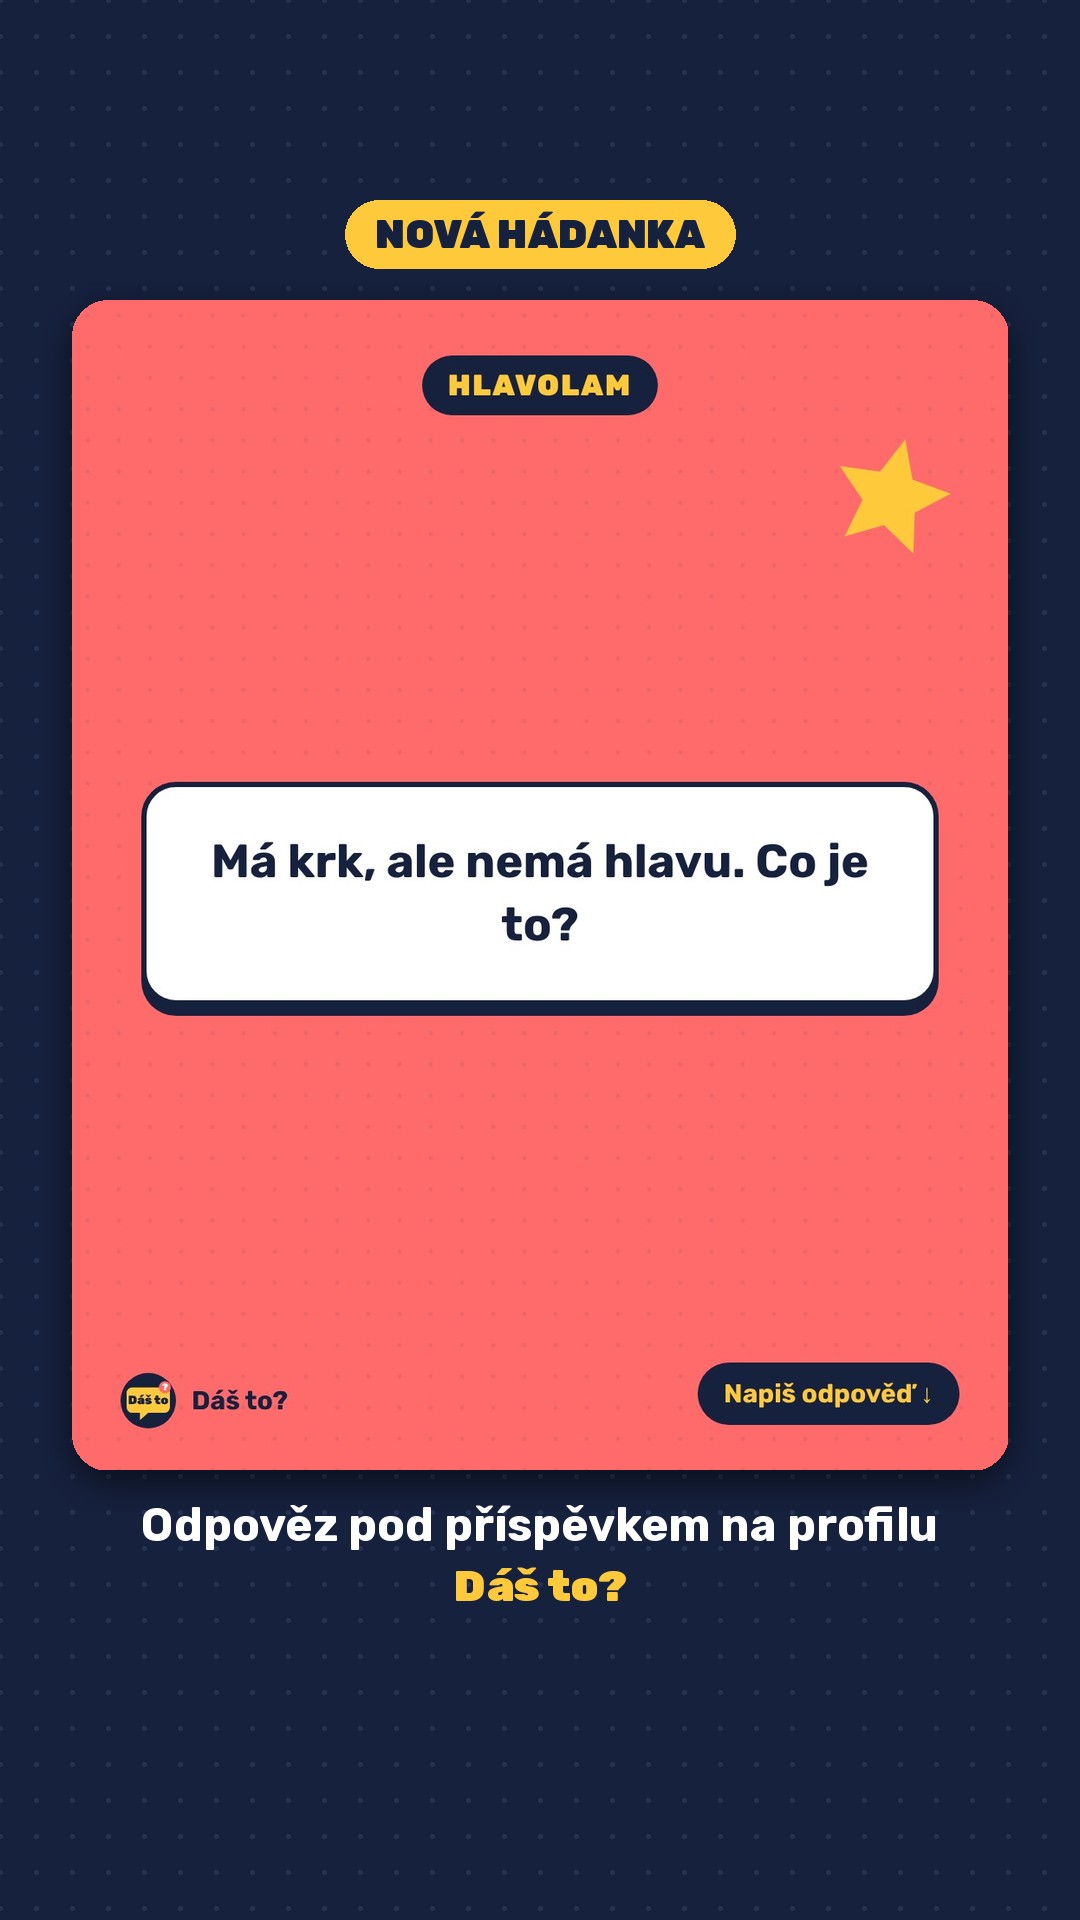 NOVÁ HÁDANKA
HLAVOLAM
Má krk, ale nemá hlavu. Co je
to?
Dáš to
?
Dáš to?
Napiš odpověď ↓
Odpověz pod příspěvkem na profilu
Dáš to?